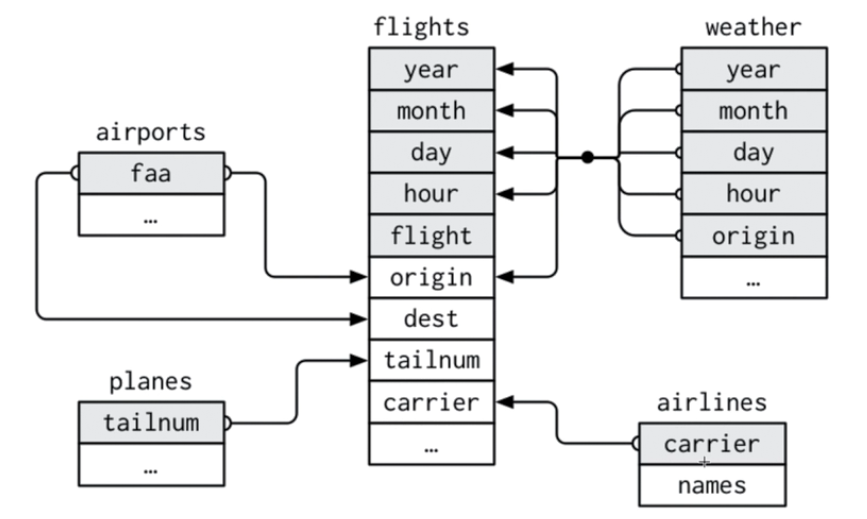 flights
year
month
day
hour
flight
origin
dest
tailnum
carrier
…
weather
year
month
day
hour
origin
…
airports
faa
…
planes
tailnum
…
airlines
carrier
names